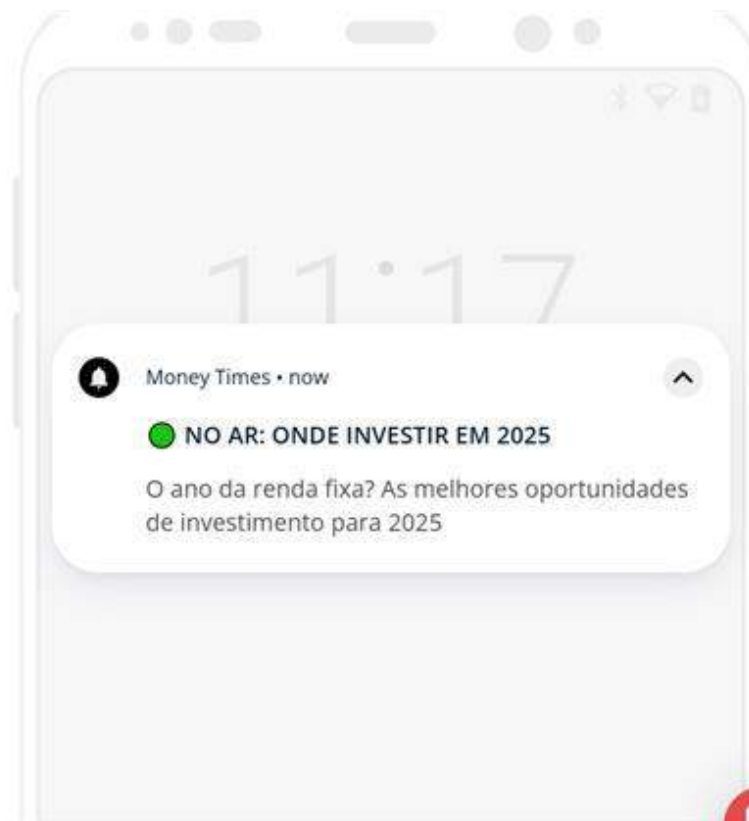 11:17
Money Times • now
NO AR: ONDE INVESTIR EM 2025
O ano da renda fixa? As melhores oportunidades
de investimento para 2025